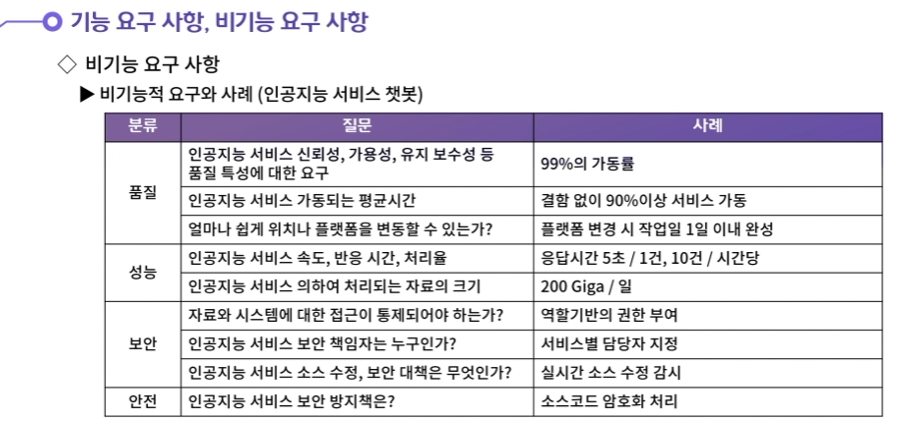 기능 요구 사항, 비기능 요구 사항
◇ 비기능 요구 사항
▶ 비기능적 요구와 사례 (인공지능 서비스 챗봇)
분류 질문 사례
품질
인공지능 서비스 신뢰성, 가용성, 유지 보수성 등
품질 특성에 대한 요구
99%의 가동률
인공지능 서비스 가동되는 평균시간 결함 없이 90%이상 서비스 가동
얼마나 쉽게 위치나 플랫폼을 변동할 수 있는가? 플랫폼 변경 시 작업일 1일 이내 완성
성능
인공지능 서비스 속도, 반응 시간, 처리율 응답시간 5초 / 1건, 10건 / 시간당
인공지능 서비스 의하여 처리되는 자료의 크기 200 Giga / 일
보안
자료와 시스템에 대한 접근이 통제되어야 하는가? 역할기반의 권한 부여
인공지능 서비스 보안 책임자는 누구인가? 서비스별 담당자 지정
인공지능 서비스 소스 수정, 보안 대책은 무엇인가? 실시간 소스 수정 감시
안전 인공지능 서비스 보안 방지책은? 소스코드 암호화 처리